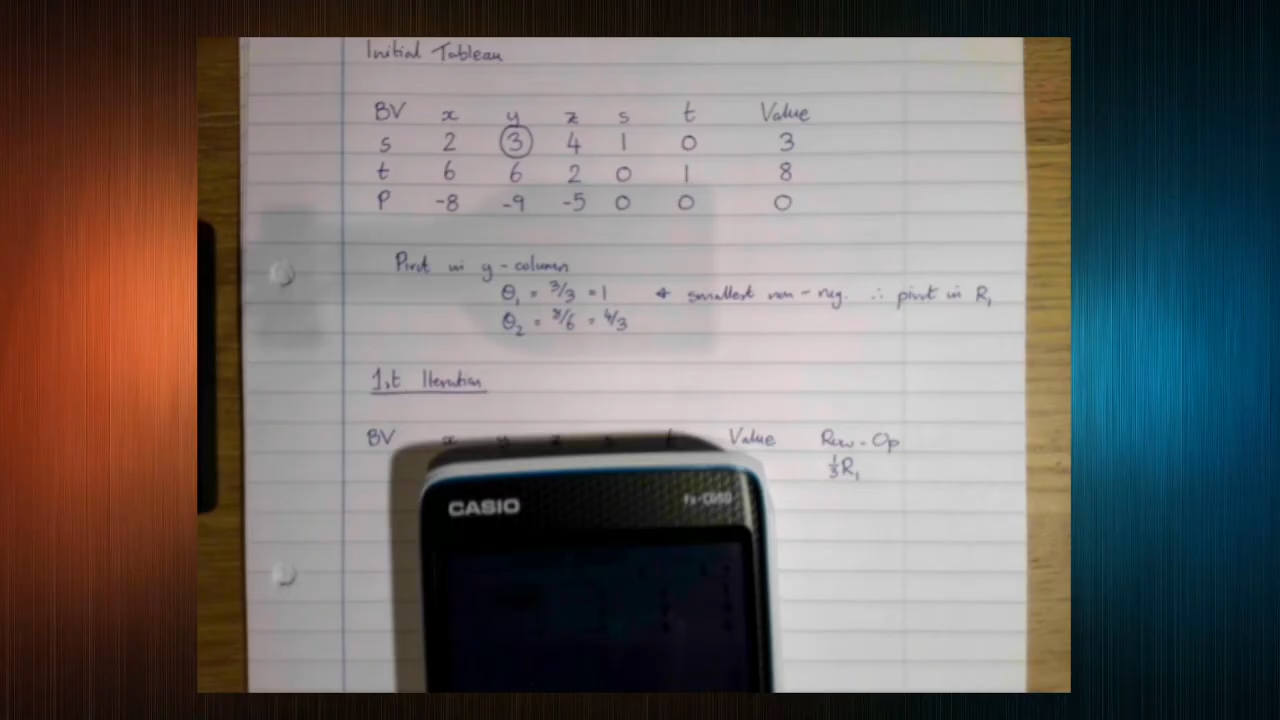 Initial Tableau
BV x y z s t Value
s 2 3 4 1 0 3
t 6 6 2 0 1 8
P -8 -9 -5 0 0 0
Pivot in y-column
θ₁ = 3/3 = 1 ← smallest non-neg. ∴ pivot in R₁
θ₂ = 8/6 = 4/3
1st Iteration
BV x y z s t Value Row-Op
⅓R₁
CASIO